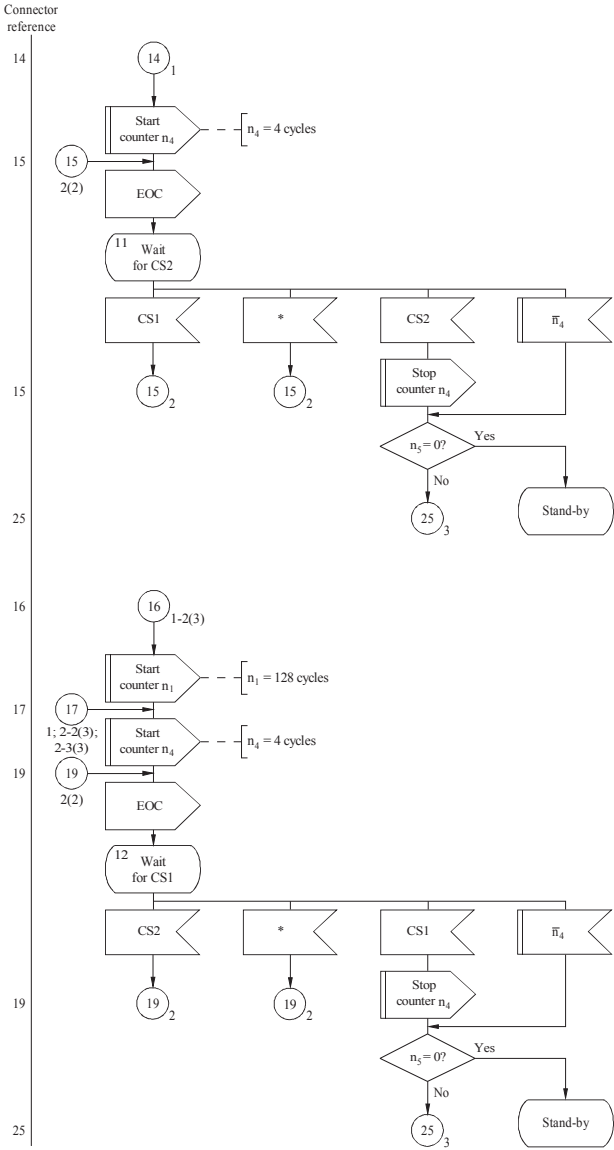 Connector
reference
14
14
1
Start
counter n4
n4 = 4 cycles
15
15
2(2)
EOC
11
Wait
for CS2
CS1
*
CS2
n̅4
15
15
2
15
2
Stop
counter n4
n5 = 0?
Yes
No
25
25
3
Stand-by
16
16
1-2(3)
Start
counter n1
n1 = 128 cycles
17
17
1; 2-2(3);
2-3(3)
Start
counter n4
n4 = 4 cycles
19
19
2(2)
EOC
12
Wait
for CS1
CS2
*
CS1
n̅4
19
19
2
19
2
Stop
counter n4
n5 = 0?
Yes
No
25
25
3
Stand-by